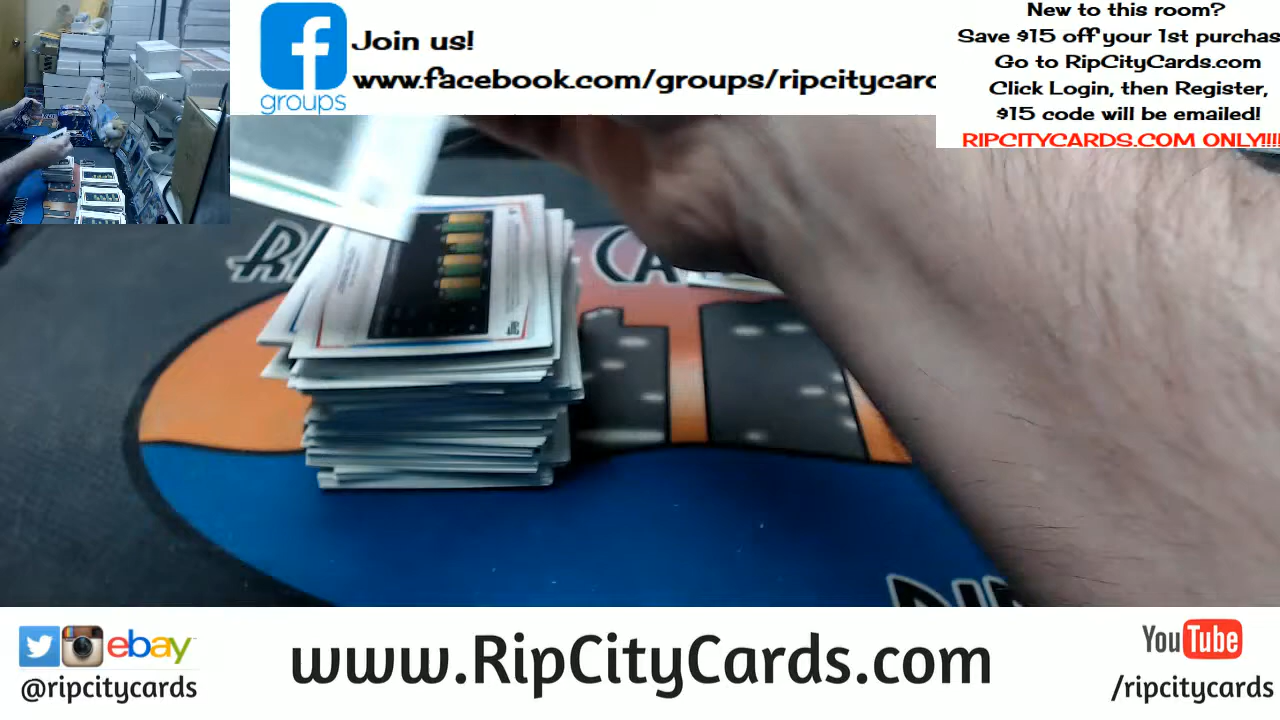 Join us!
www.facebook.com/groups/ripcitycarc
groups
New to this room?
Save $15 off your 1st purchas
Go to RipCityCards.com
Click Login, then Register,
$15 code will be emailed!
RIPCITYCARDS.COM ONLY!!!!
CA
ebay
@ripcitycards
www.RipCityCards.com
YouTube
/ripcitycards